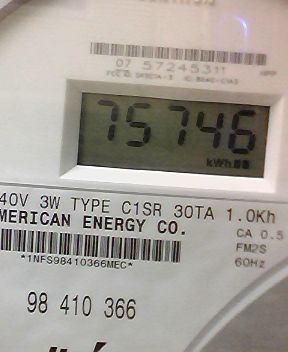 07 57245311
75746
kWh
40V 3W TYPE C1SR 30TA 1.0Kh
MERICAN ENERGY CO.
CA 0.5
FM2S
60Hz
*1NFS98410366MEC*
98 410 366